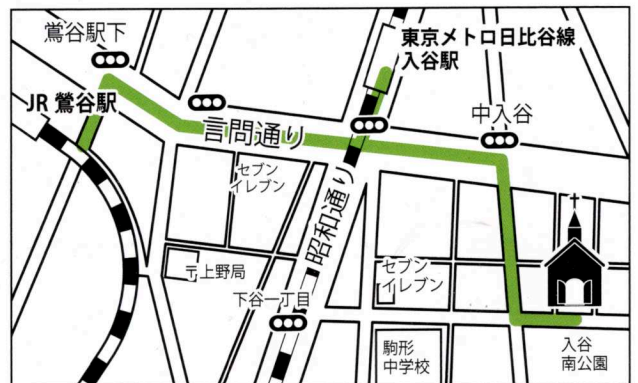 鶯谷駅下
東京メトロ日比谷線
入谷駅
JR 鶯谷駅
中入谷
言問通り
セブン
イレブン
昭和通り
〒上野局
セブン
イレブン
下谷一丁目
駒形
中学校
入谷
南公園